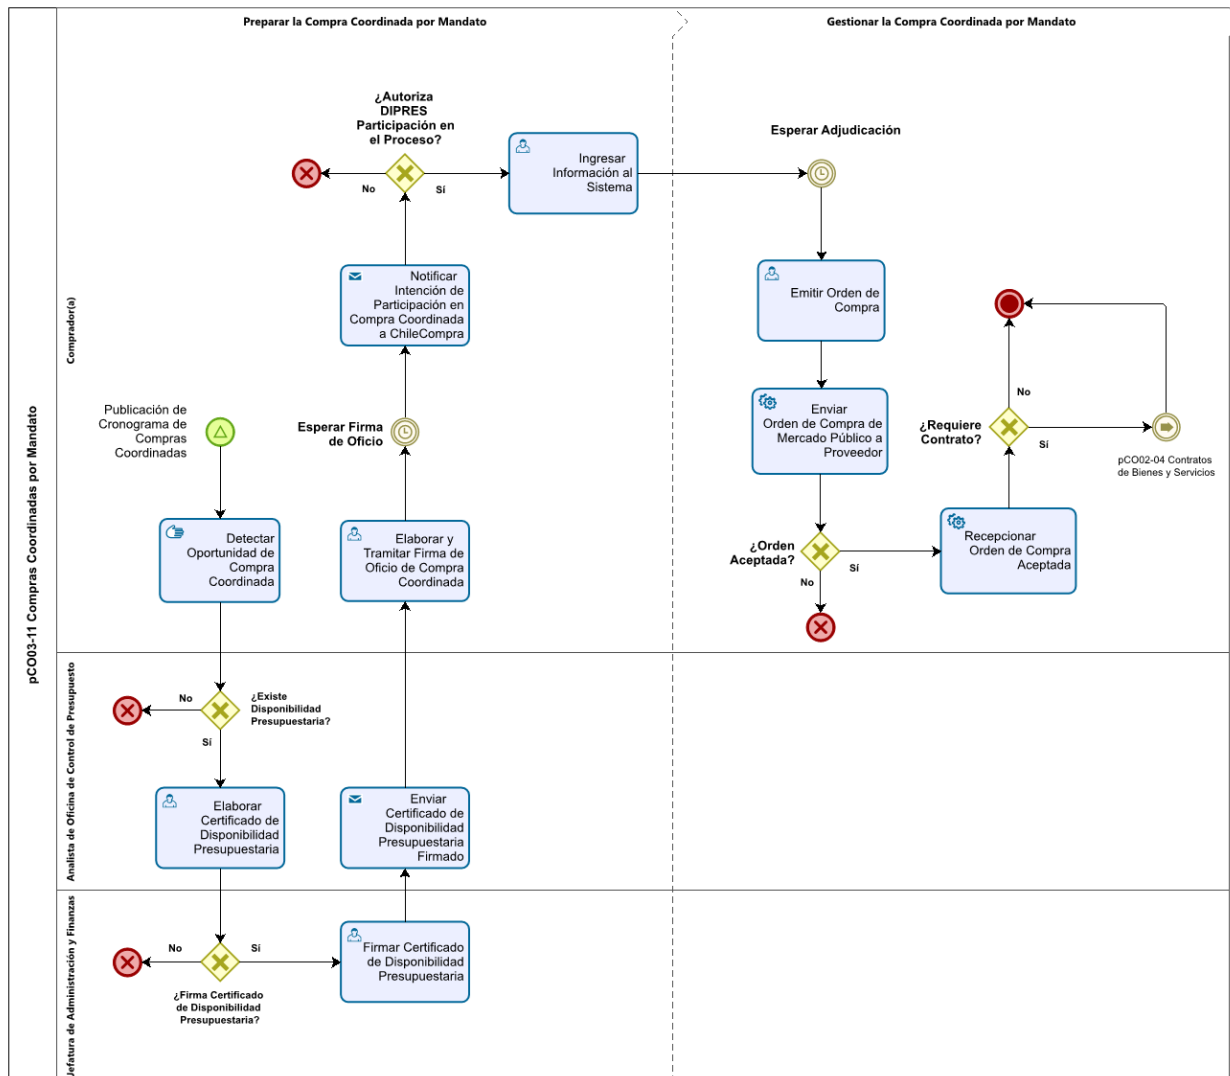 Preparar la Compra Coordinada por Mandato
Gestionar la Compra Coordinada por Mandato
pCO03-11 Compras Coordinadas por Mandato
Comprador(a)
¿Autoriza
DIPRES
Participación en
el Proceso?
No
Sí
Ingresar
Información al
Sistema
Esperar Adjudicación
Notificar
Intención de
Participación en
Compra Coordinada
a ChileCompra
Emitir Orden de
Compra
Publicación de
Cronograma de
Compras
Coordinadas
Esperar Firma
de Oficio
Enviar
Orden de Compra de
Mercado Público a
Proveedor
No
¿Requiere
Contrato?
Sí
pCO02-04 Contratos
de Bienes y Servicios
Detectar
Oportunidad de
Compra
Coordinada
Elaborar y
Tramitar Firma de
Oficio de Compra
Coordinada
¿Orden
Aceptada?
Sí
No
Recepcionar
Orden de Compra
Aceptada
Analista de Oficina de Control de Presupuesto
No
¿Existe
Disponibilidad
Presupuestaria?
Sí
Elaborar
Certificado de
Disponibilidad
Presupuestaria
Enviar
Certificado de
Disponibilidad
Presupuestaria
Firmado
Jefatura de Administración y Finanzas
No
Sí
¿Firma Certificado
de Disponibilidad
Presupuestaria?
Firmar Certificado
de Disponibilidad
Presupuestaria